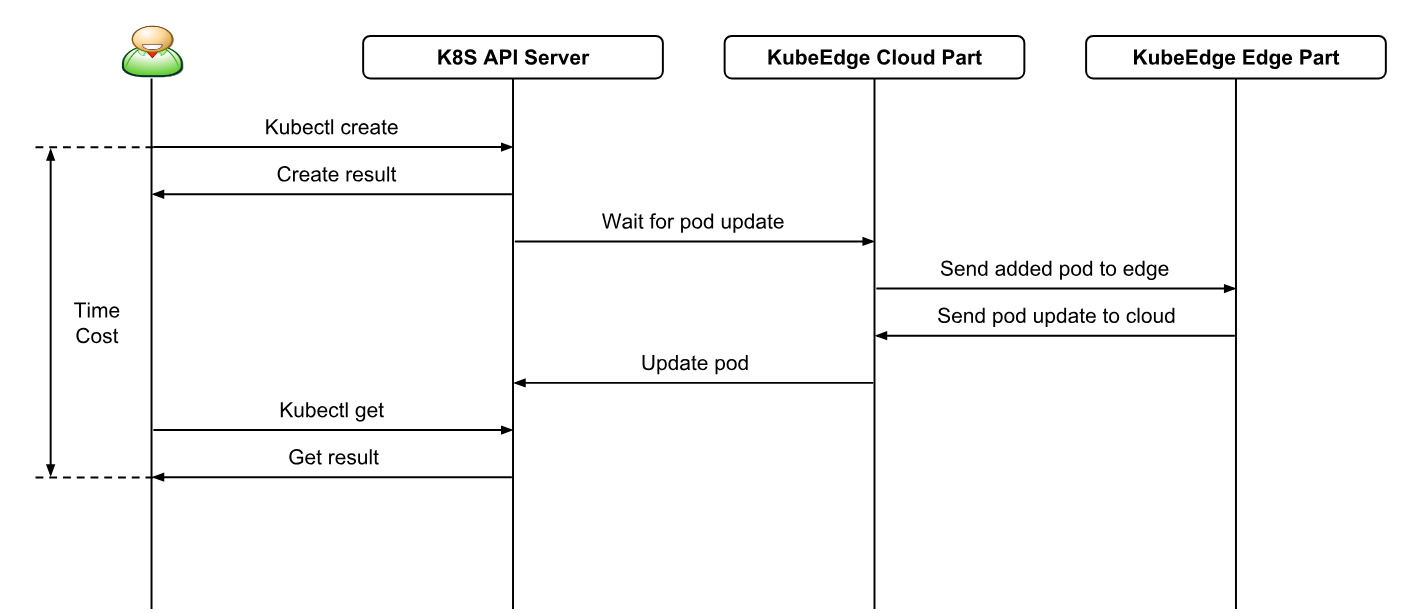 K8S API Server
KubeEdge Cloud Part
KubeEdge Edge Part
Kubectl create
Create result
Wait for pod update
Send added pod to edge
Time
Cost
Send pod update to cloud
Update pod
Kubectl get
Get result